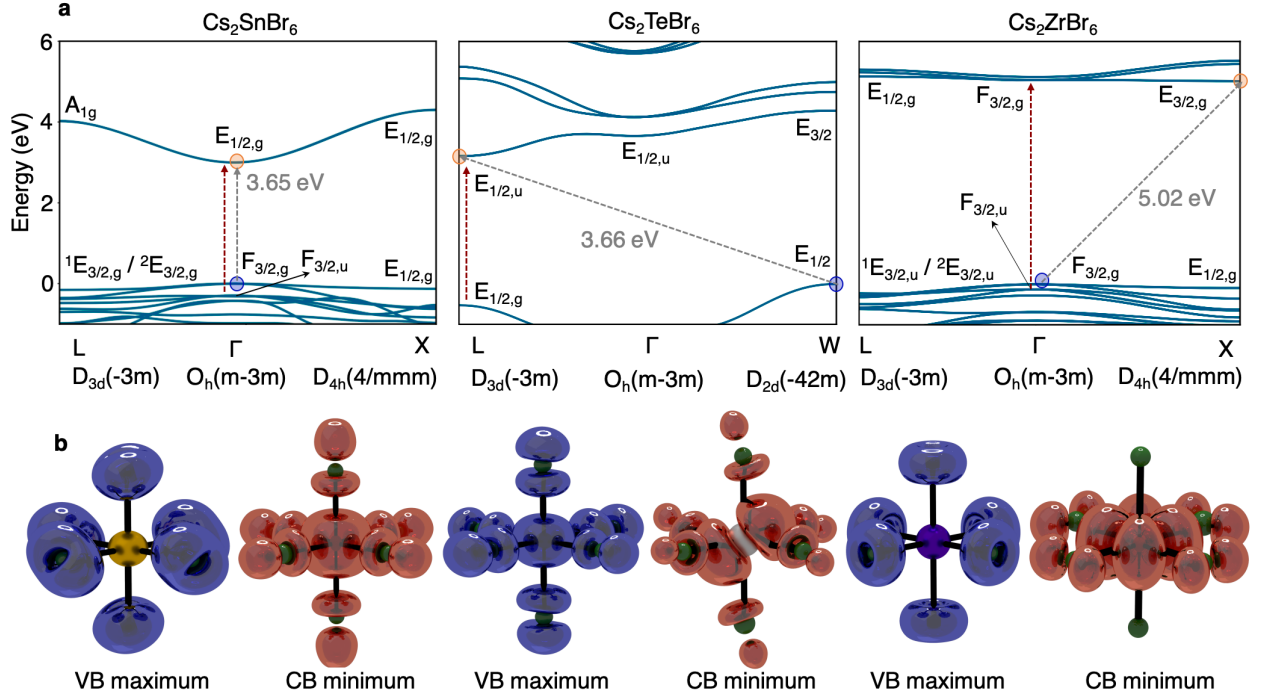 a
Cs₂SnBr₆
Cs₂TeBr₆
Cs₂ZrBr₆
Energy (eV)
6
4
2
0
A₁g
E₁/₂,g
E₁/₂,g
3.65 eV
¹E₃/₂,g / ²E₃/₂,g
F₃/₂,g
F₃/₂,u
E₁/₂,g
E₁/₂,u
E₃/₂
E₁/₂,u
3.66 eV
E₁/₂,g
E₁/₂
E₁/₂,g
F₃/₂,g
E₃/₂,g
5.02 eV
F₃/₂,u
¹E₃/₂,u / ²E₃/₂,u
F₃/₂,g
E₁/₂,g
L Γ X
D₃d(-3m) Oₕ(m-3m) D₄ₕ(4/mmm)
L Γ W
D₃d(-3m) Oₕ(m-3m) D₂d(-42m)
L Γ X
D₃d(-3m) Oₕ(m-3m) D₄ₕ(4/mmm)
b
VB maximum
CB minimum
VB maximum
CB minimum
VB maximum
CB minimum